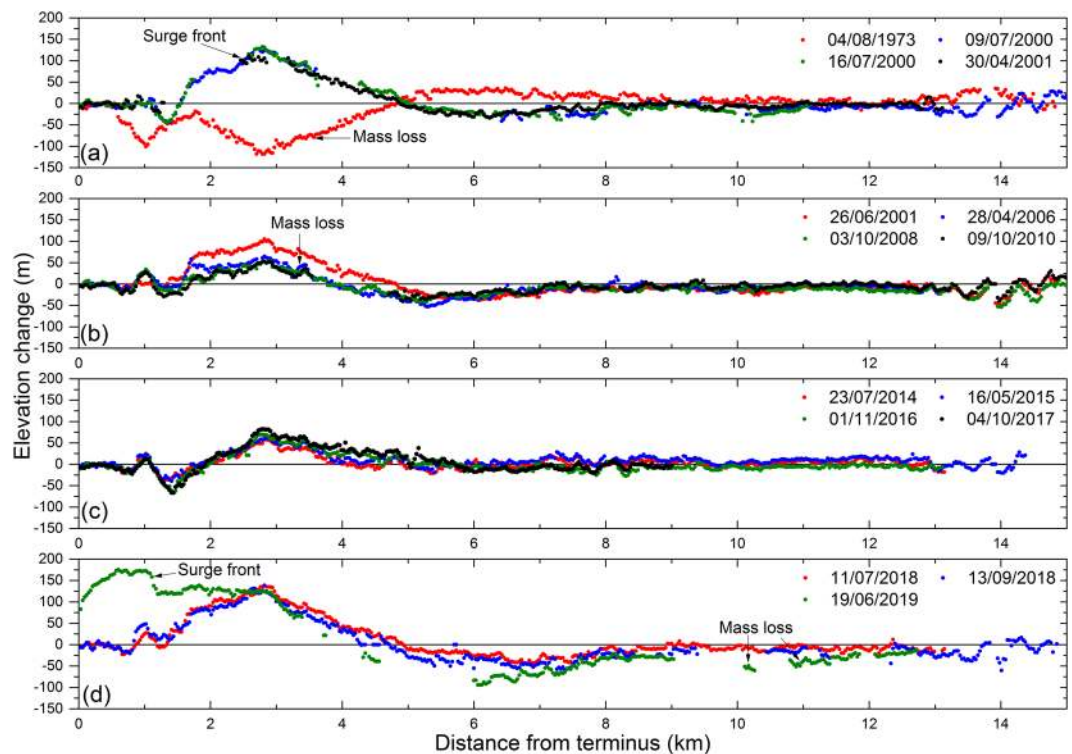 200
150
100
50
0
-50
-100
-150
Surge front
Mass loss
04/08/1973 09/07/2000
16/07/2000 30/04/2001
(a)
0 2 4 6 8 10 12 14
200
150
100
50
0
-50
-100
-150
Mass loss
26/06/2001 28/04/2006
03/10/2008 09/10/2010
(b)
0 2 4 6 8 10 12 14
Elevation change (m)
200
150
100
50
0
-50
-100
-150
23/07/2014 16/05/2015
01/11/2016 04/10/2017
(c)
0 2 4 6 8 10 12 14
200
150
100
50
0
-50
-100
-150
Surge front
11/07/2018 13/09/2018
19/06/2019
Mass loss
(d)
0 2 4 6 8 10 12 14
Distance from terminus (km)